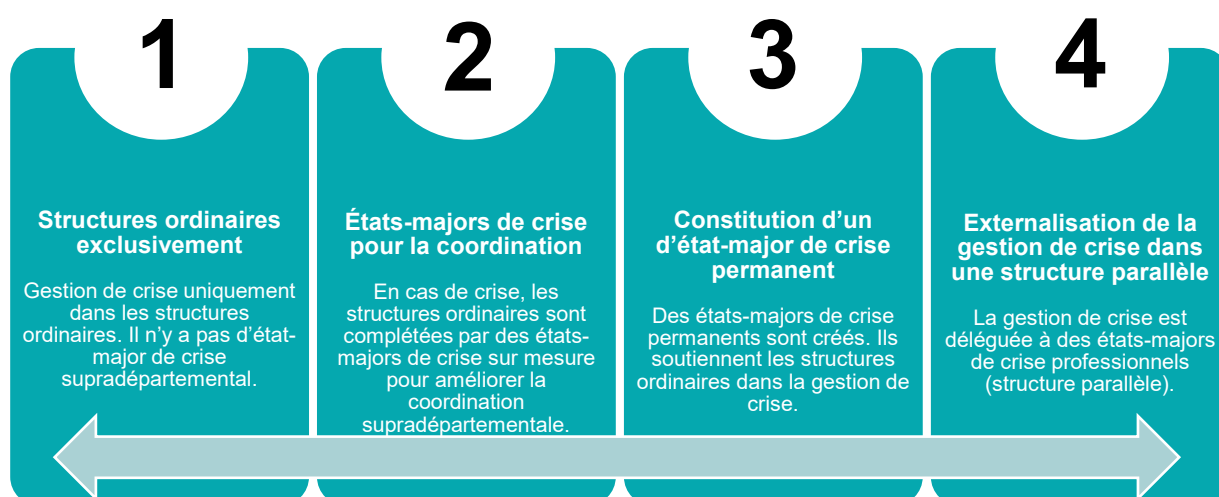 1
Structures ordinaires
exclusivement
Gestion de crise uniquement
dans les structures
ordinaires. Il n’y a pas d’état-
major de crise
supradépartemental.
2
États-majors de crise
pour la coordination
En cas de crise, les
structures ordinaires sont
complétées par des états-
majors de crise sur mesure
pour améliorer la
coordination
supradépartementale.
3
Constitution d’un
d’état-major de crise
permanent
Des états-majors de crise
permanents sont créés. Ils
soutiennent les structures
ordinaires dans la gestion de
crise.
4
Externalisation de la
gestion de crise dans
une structure parallèle
La gestion de crise est
déléguée à des états-majors
de crise professionnels
(structure parallèle).